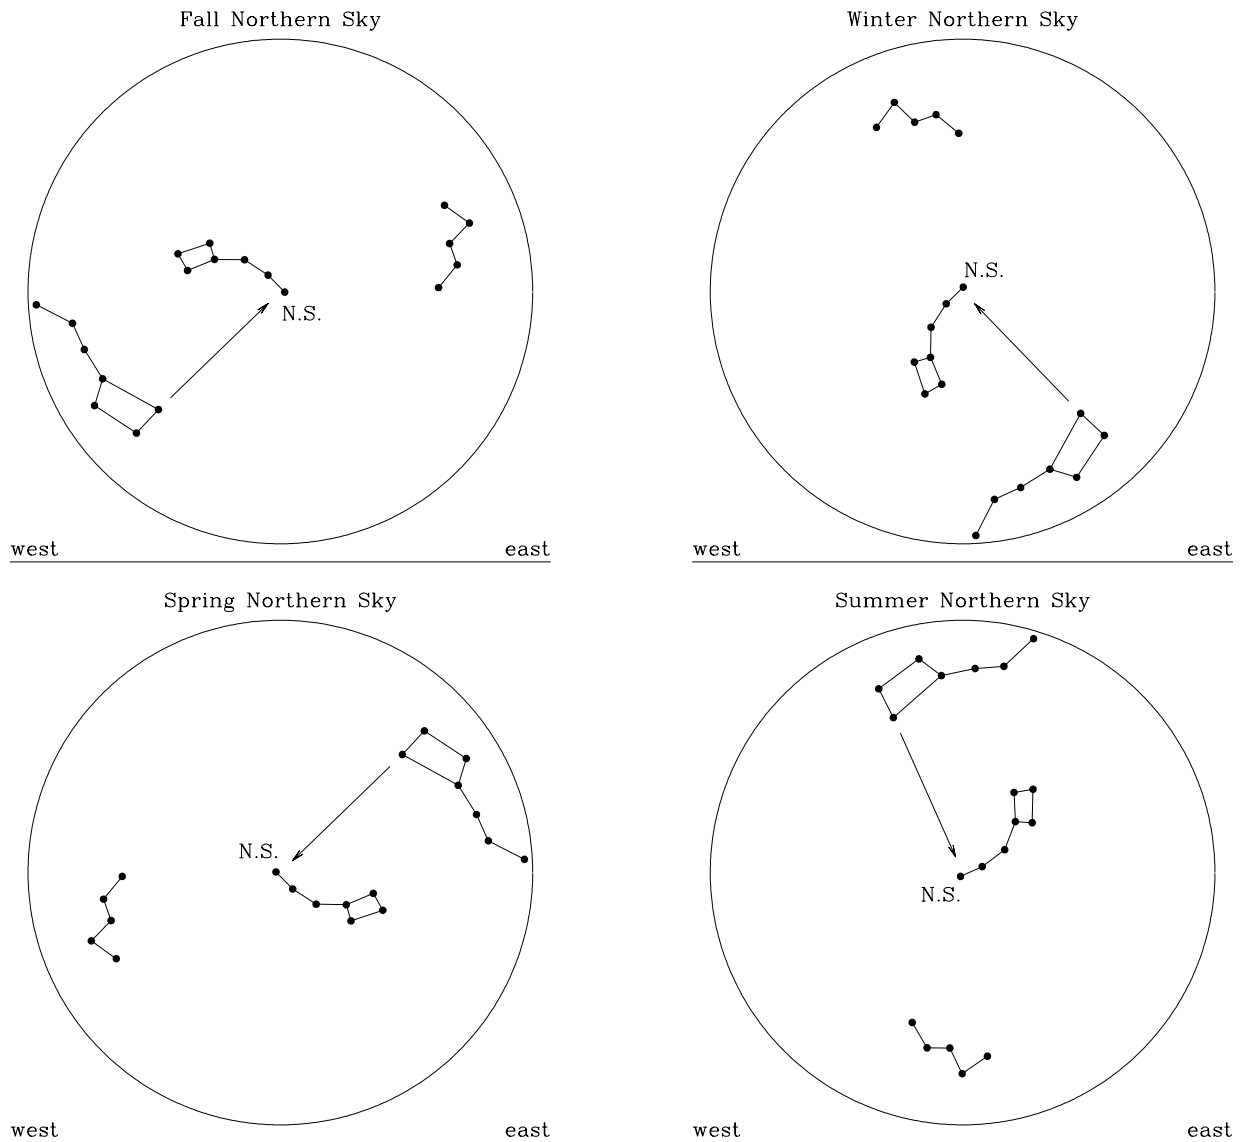 Fall Northern Sky
N.S.
west
east
Winter Northern Sky
N.S.
west
east
Spring Northern Sky
N.S.
west
east
Summer Northern Sky
N.S.
west
east